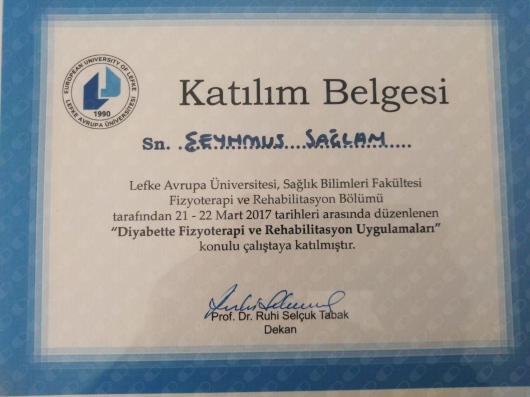 EUROPEAN UNIVERSITY OF LEFKE
LEFKE AVRUPA ÜNİVERSİTESİ
1990
Katılım Belgesi
Sn. ŞEYHMUS SAĞLAM
Lefke Avrupa Üniversitesi, Sağlık Bilimleri Fakültesi
Fizyoterapi ve Rehabilitasyon Bölümü
tarafından 21 - 22 Mart 2017 tarihleri arasında düzenlenen
“Diyabette Fizyoterapi ve Rehabilitasyon Uygulamaları”
konulu çalıştaya katılmıştır.
Prof. Dr. Ruhi Selçuk Tabak
Dekan